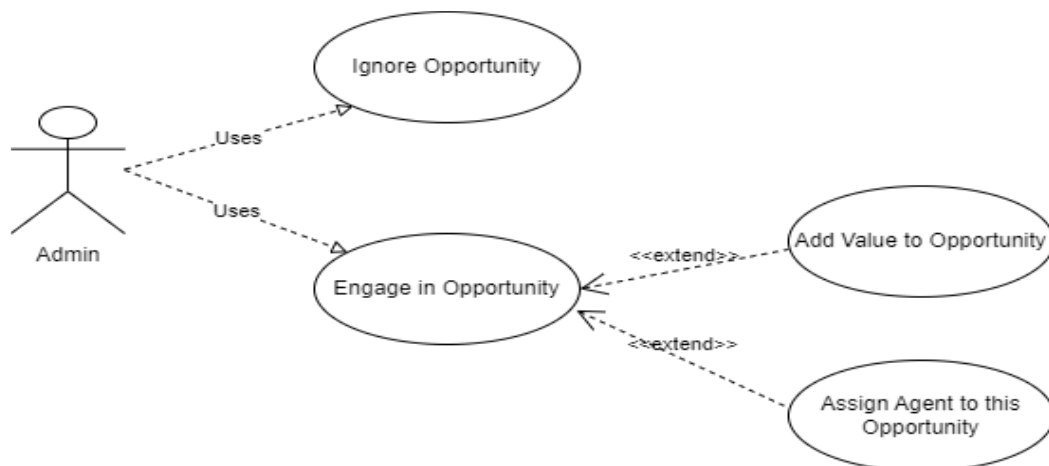 Ignore Opportunity
Uses
Uses
Admin
Engage in Opportunity
<<extend>>
Add Value to Opportunity
<<extend>>
Assign Agent to this
Opportunity